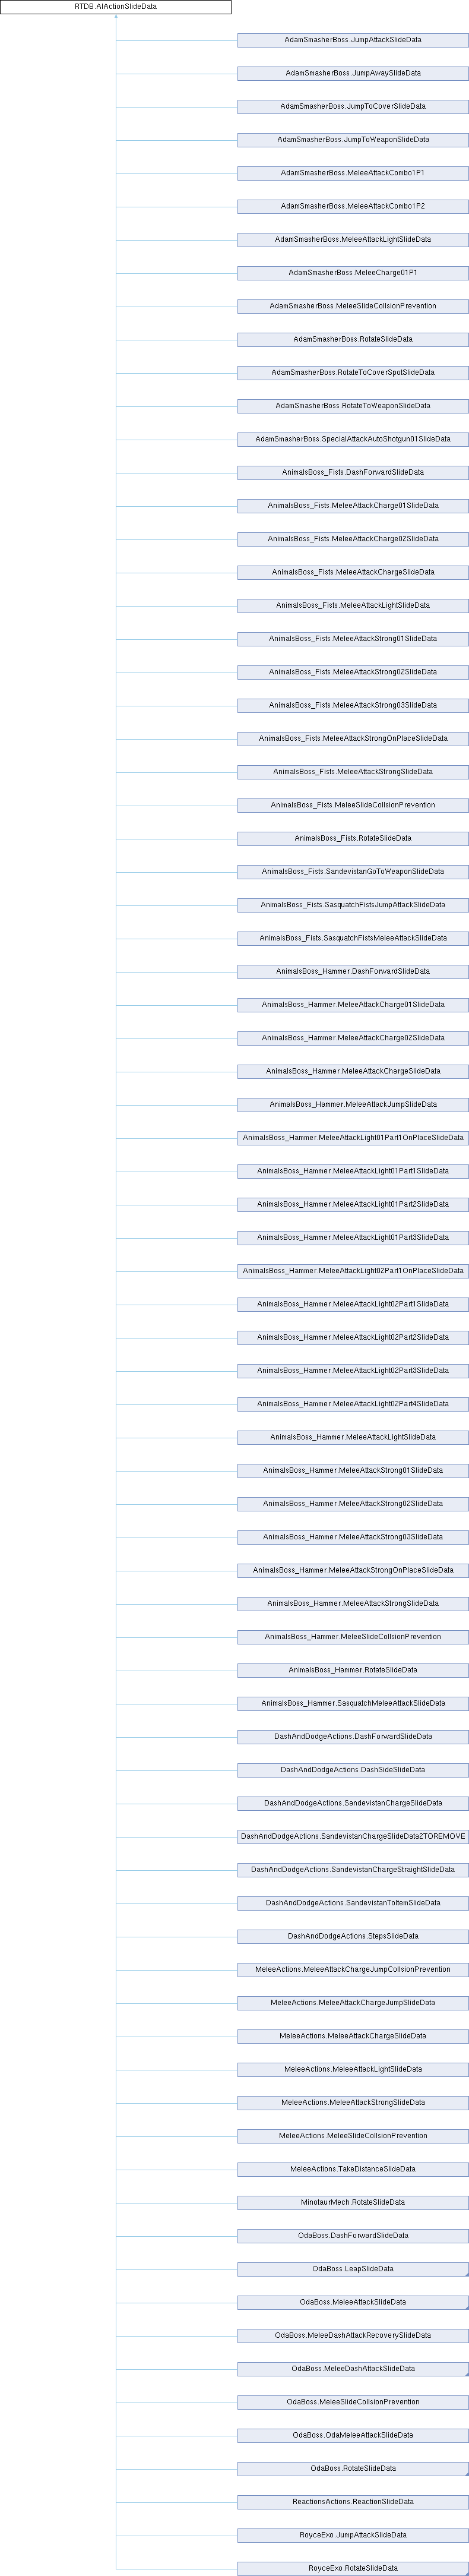 RTDB.AIActionSlideData
AdamSmasherBoss.JumpAttackSlideData
AdamSmasherBoss.JumpAwaySlideData
AdamSmasherBoss.JumpToCoverSlideData
AdamSmasherBoss.JumpToWeaponSlideData
AdamSmasherBoss.MeleeAttackCombo1P1
AdamSmasherBoss.MeleeAttackCombo1P2
AdamSmasherBoss.MeleeAttackLightSlideData
AdamSmasherBoss.MeleeCharge01P1
AdamSmasherBoss.MeleeSlideCollsionPrevention
AdamSmasherBoss.RotateSlideData
AdamSmasherBoss.RotateToCoverSpotSlideData
AdamSmasherBoss.RotateToWeaponSlideData
AdamSmasherBoss.SpecialAttackAutoShotgun01SlideData
AnimalsBoss_Fists.DashForwardSlideData
AnimalsBoss_Fists.MeleeAttackCharge01SlideData
AnimalsBoss_Fists.MeleeAttackCharge02SlideData
AnimalsBoss_Fists.MeleeAttackChargeSlideData
AnimalsBoss_Fists.MeleeAttackLightSlideData
AnimalsBoss_Fists.MeleeAttackStrong01SlideData
AnimalsBoss_Fists.MeleeAttackStrong02SlideData
AnimalsBoss_Fists.MeleeAttackStrong03SlideData
AnimalsBoss_Fists.MeleeAttackStrongOnPlaceSlideData
AnimalsBoss_Fists.MeleeAttackStrongSlideData
AnimalsBoss_Fists.MeleeSlideCollsionPrevention
AnimalsBoss_Fists.RotateSlideData
AnimalsBoss_Fists.SandevistanGoToWeaponSlideData
AnimalsBoss_Fists.SasquatchFistsJumpAttackSlideData
AnimalsBoss_Fists.SasquatchFistsMeleeAttackSlideData
AnimalsBoss_Hammer.DashForwardSlideData
AnimalsBoss_Hammer.MeleeAttackCharge01SlideData
AnimalsBoss_Hammer.MeleeAttackCharge02SlideData
AnimalsBoss_Hammer.MeleeAttackChargeSlideData
AnimalsBoss_Hammer.MeleeAttackJumpSlideData
AnimalsBoss_Hammer.MeleeAttackLight01Part1OnPlaceSlideData
AnimalsBoss_Hammer.MeleeAttackLight01Part1SlideData
AnimalsBoss_Hammer.MeleeAttackLight01Part2SlideData
AnimalsBoss_Hammer.MeleeAttackLight01Part3SlideData
AnimalsBoss_Hammer.MeleeAttackLight02Part1OnPlaceSlideData
AnimalsBoss_Hammer.MeleeAttackLight02Part1SlideData
AnimalsBoss_Hammer.MeleeAttackLight02Part2SlideData
AnimalsBoss_Hammer.MeleeAttackLight02Part3SlideData
AnimalsBoss_Hammer.MeleeAttackLight02Part4SlideData
AnimalsBoss_Hammer.MeleeAttackLightSlideData
AnimalsBoss_Hammer.MeleeAttackStrong01SlideData
AnimalsBoss_Hammer.MeleeAttackStrong02SlideData
AnimalsBoss_Hammer.MeleeAttackStrong03SlideData
AnimalsBoss_Hammer.MeleeAttackStrongOnPlaceSlideData
AnimalsBoss_Hammer.MeleeAttackStrongSlideData
AnimalsBoss_Hammer.MeleeSlideCollsionPrevention
AnimalsBoss_Hammer.RotateSlideData
AnimalsBoss_Hammer.SasquatchMeleeAttackSlideData
DashAndDodgeActions.DashForwardSlideData
DashAndDodgeActions.DashSideSlideData
DashAndDodgeActions.SandevistanChargeSlideData
DashAndDodgeActions.SandevistanChargeSlideData2TOREMOVE
DashAndDodgeActions.SandevistanChargeStraightSlideData
DashAndDodgeActions.SandevistanToItemSlideData
DashAndDodgeActions.StepsSlideData
MeleeActions.MeleeAttackChargeJumpCollsionPrevention
MeleeActions.MeleeAttackChargeJumpSlideData
MeleeActions.MeleeAttackChargeSlideData
MeleeActions.MeleeAttackLightSlideData
MeleeActions.MeleeAttackStrongSlideData
MeleeActions.MeleeSlideCollsionPrevention
MeleeActions.TakeDistanceSlideData
MinotaurMech.RotateSlideData
OdaBoss.DashForwardSlideData
OdaBoss.LeapSlideData
OdaBoss.MeleeAttackSlideData
OdaBoss.MeleeDashAttackRecoverySlideData
OdaBoss.MeleeDashAttackSlideData
OdaBoss.MeleeSlideCollsionPrevention
OdaBoss.OdaMeleeAttackSlideData
OdaBoss.RotateSlideData
ReactionsActions.ReactionSlideData
RoyceExo.JumpAttackSlideData
RoyceExo.RotateSlideData